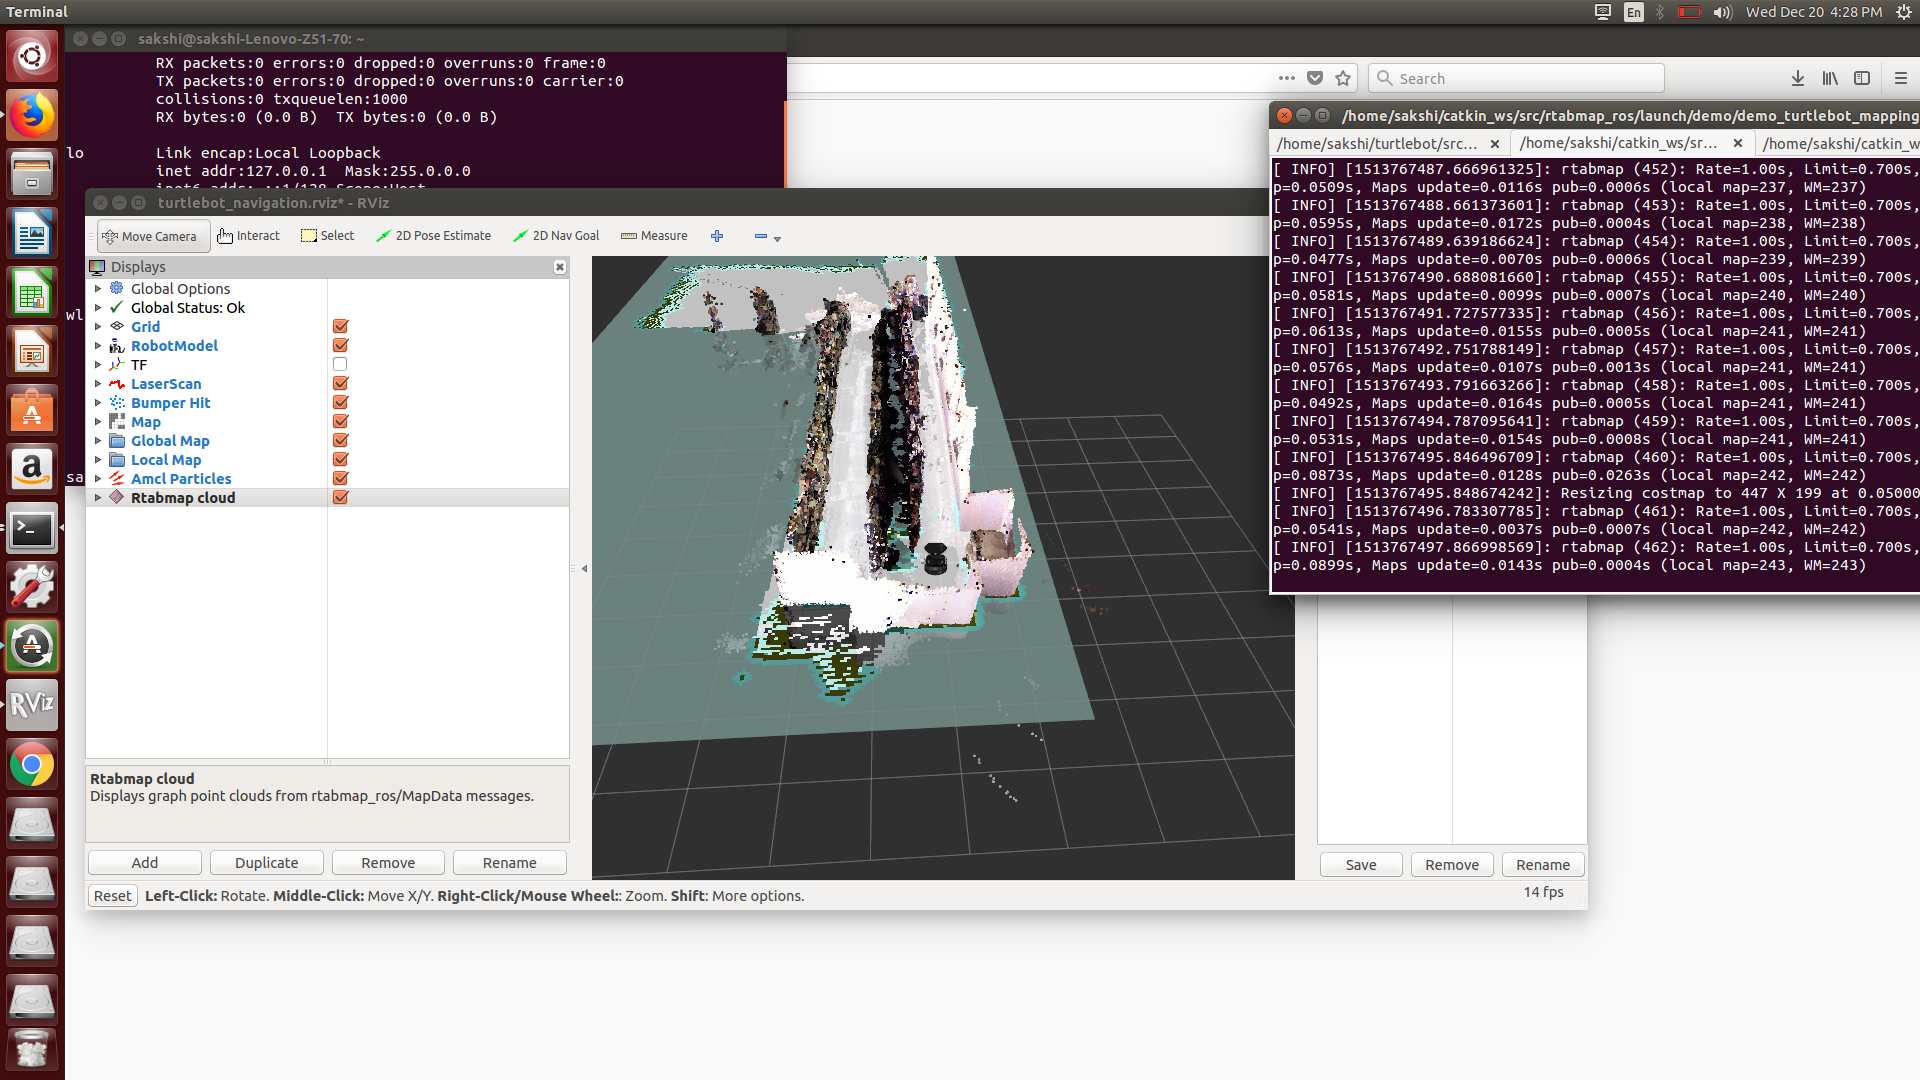 Terminal
En
Wed Dec 20 4:28 PM
sakshi@sakshi-Lenovo-Z51-70: ~
RX packets:0 errors:0 dropped:0 overruns:0 frame:0
TX packets:0 errors:0 dropped:0 overruns:0 carrier:0
collisions:0 txqueuelen:1000
RX bytes:0 (0.0 B)  TX bytes:0 (0.0 B)
lo Link encap:Local Loopback
inet addr:127.0.0.1  Mask:255.0.0.0
inet6 addr: ::1/128 Scope:Host
wl
sa
Search
turtlebot_navigation.rviz* - RViz
Move Camera
Interact
Select
2D Pose Estimate
2D Nav Goal
Measure
Displays
Global Options
Global Status: Ok
Grid
RobotModel
TF
LaserScan
Bumper Hit
Map
Global Map
Local Map
Amcl Particles
Rtabmap cloud
Rtabmap cloud
Displays graph point clouds from rtabmap_ros/MapData messages.
Add
Duplicate
Remove
Rename
Reset
Left-Click: Rotate. Middle-Click: Move X/Y. Right-Click/Mouse Wheel:: Zoom. Shift: More options.
Save
Remove
Rename
14 fps
/home/sakshi/catkin_ws/src/rtabmap_ros/launch/demo/demo_turtlebot_mapping
/home/sakshi/turtlebot/src...
/home/sakshi/catkin_ws/sr...
/home/sakshi/catkin_w
[ INFO] [1513767487.666961325]: rtabmap (452): Rate=1.00s, Limit=0.700s,
p=0.0509s, Maps update=0.0116s pub=0.0006s (local map=237, WM=237)
[ INFO] [1513767488.661373601]: rtabmap (453): Rate=1.00s, Limit=0.700s,
p=0.0595s, Maps update=0.0172s pub=0.0004s (local map=238, WM=238)
[ INFO] [1513767489.639186624]: rtabmap (454): Rate=1.00s, Limit=0.700s,
p=0.0477s, Maps update=0.0070s pub=0.0006s (local map=239, WM=239)
[ INFO] [1513767490.688081660]: rtabmap (455): Rate=1.00s, Limit=0.700s,
p=0.0581s, Maps update=0.0099s pub=0.0007s (local map=240, WM=240)
[ INFO] [1513767491.727577335]: rtabmap (456): Rate=1.00s, Limit=0.700s,
p=0.0613s, Maps update=0.0155s pub=0.0005s (local map=241, WM=241)
[ INFO] [1513767492.751788149]: rtabmap (457): Rate=1.00s, Limit=0.700s,
p=0.0576s, Maps update=0.0107s pub=0.0013s (local map=241, WM=241)
[ INFO] [1513767493.791663266]: rtabmap (458): Rate=1.00s, Limit=0.700s,
p=0.0492s, Maps update=0.0164s pub=0.0005s (local map=241, WM=241)
[ INFO] [1513767494.787095641]: rtabmap (459): Rate=1.00s, Limit=0.700s,
p=0.0531s, Maps update=0.0154s pub=0.0008s (local map=241, WM=241)
[ INFO] [1513767495.846496709]: rtabmap (460): Rate=1.00s, Limit=0.700s,
p=0.0873s, Maps update=0.0128s pub=0.0263s (local map=242, WM=242)
[ INFO] [1513767495.848674242]: Resizing costmap to 447 X 199 at 0.05000
[ INFO] [1513767496.783307785]: rtabmap (461): Rate=1.00s, Limit=0.700s,
p=0.0541s, Maps update=0.0037s pub=0.0007s (local map=242, WM=242)
[ INFO] [1513767497.866998569]: rtabmap (462): Rate=1.00s, Limit=0.700s,
p=0.0899s, Maps update=0.0143s pub=0.0004s (local map=243, WM=243)
RViz